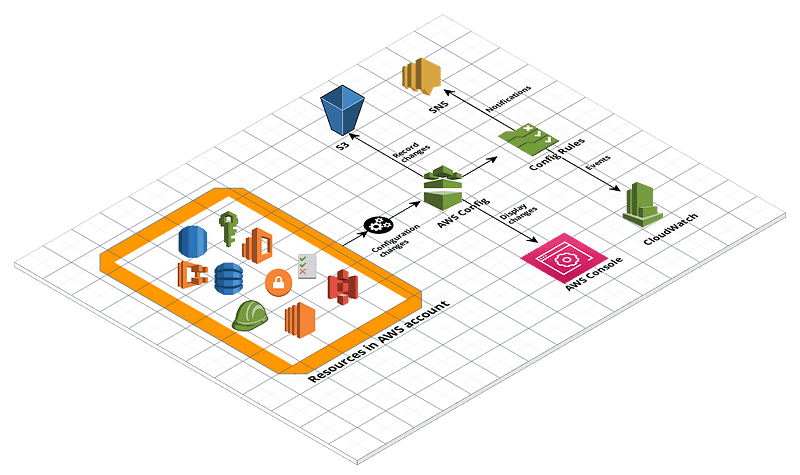 SNS
Notifications
S3
Record
changes
Config Rules
Events
AWS Config
Display
changes
CloudWatch
Configuration
changes
AWS Console
Resources in AWS account